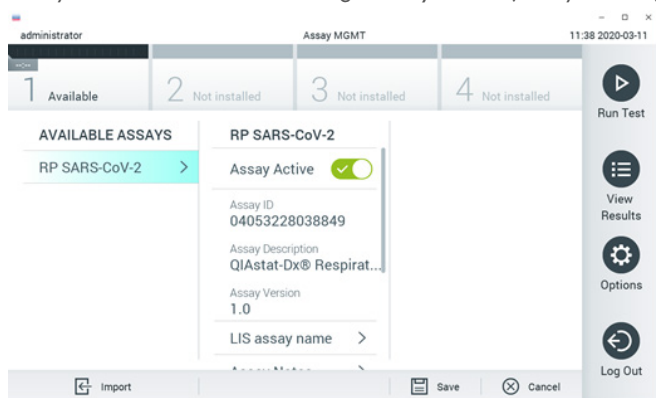 administrator Assay MGMT 11:38 2020-03-11
1 Available 2 Not installed 3 Not installed 4 Not installed
Run Test
AVAILABLE ASSAYS
RP SARS-CoV-2
RP SARS-CoV-2
Assay Active
Assay ID
04053228038849
Assay Description
QIAstat-Dx® Respirat...
Assay Version
1.0
LIS assay name
View
Results
Options
Log Out
Import Save Cancel